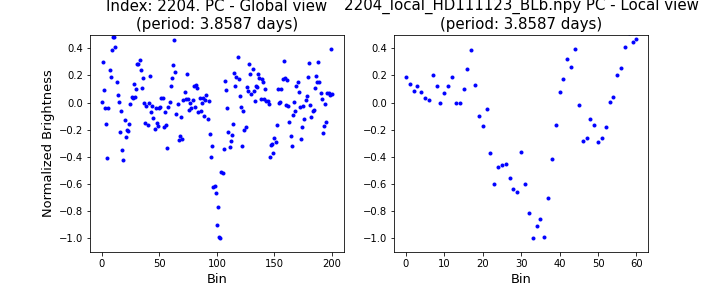 Index: 2204. PC - Global view
(period: 3.8587 days)
2204_local_HD111123_BLb.npy PC - Local view
(period: 3.8587 days)
Normalized Brightness
0.4
0.2
0.0
−0.2
−0.4
−0.6
−0.8
−1.0
0 50 100 150 200
Bin
0.4
0.2
0.0
−0.2
−0.4
−0.6
−0.8
−1.0
0 10 20 30 40 50 60
Bin